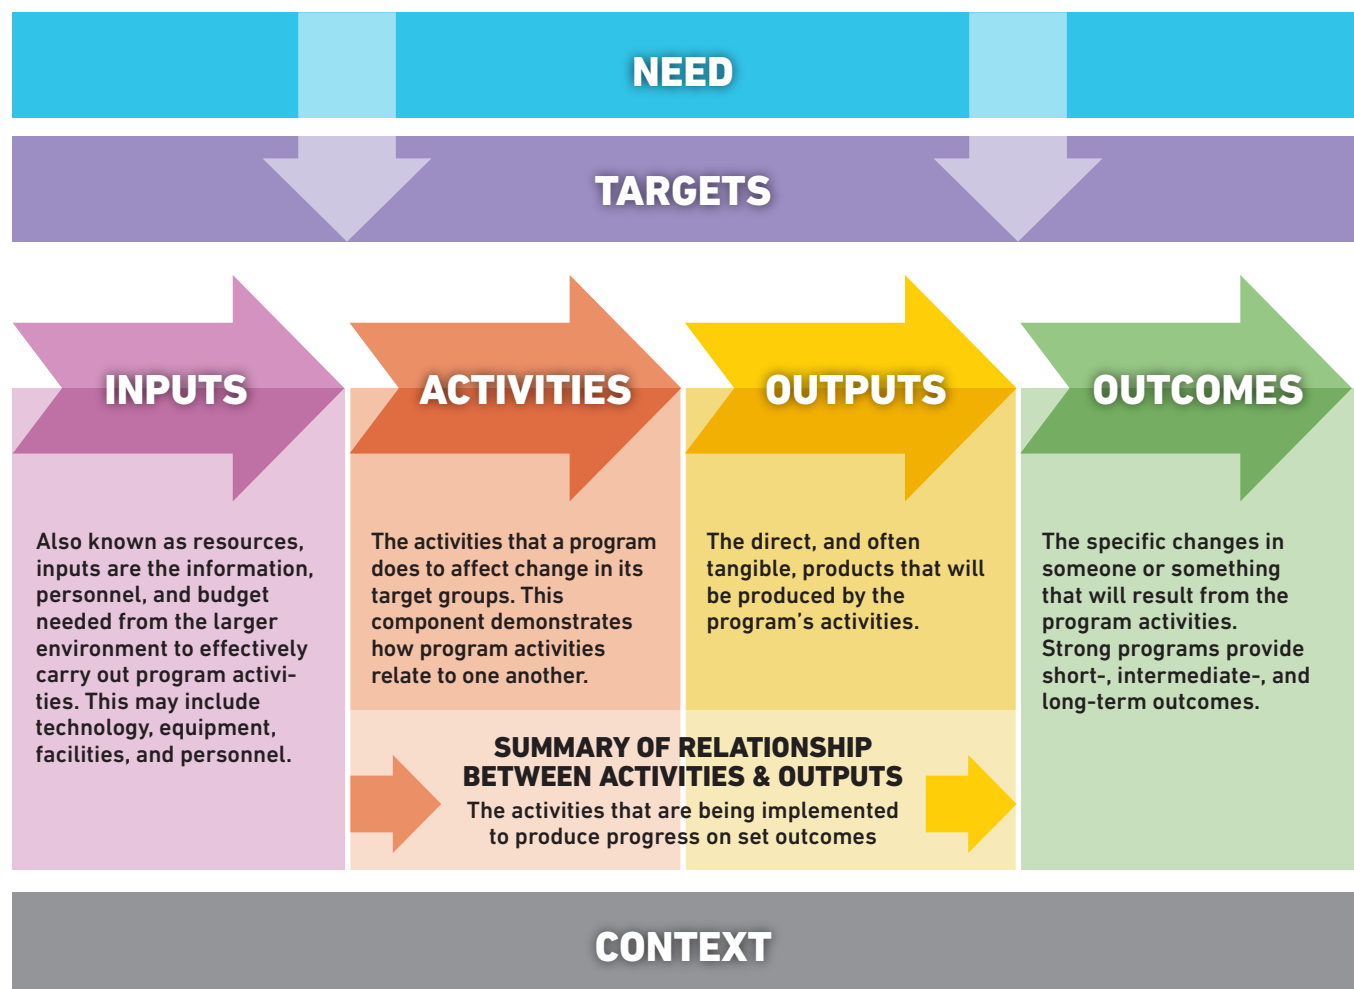 NEED
TARGETS
INPUTS
Also known as resources,
inputs are the information,
personnel, and budget
needed from the larger
environment to effectively
carry out program activi-
ties. This may include
technology, equipment,
facilities, and personnel.
ACTIVITIES
The activities that a program
does to affect change in its
target groups. This
component demonstrates
how program activities
relate to one another.
OUTPUTS
The direct, and often
tangible, products that will
be produced by the
program’s activities.
SUMMARY OF RELATIONSHIP
BETWEEN ACTIVITIES & OUTPUTS
The activities that are being implemented
to produce progress on set outcomes
OUTCOMES
The specific changes in
someone or something
that will result from the
program activities.
Strong programs provide
short-, intermediate-, and
long-term outcomes.
CONTEXT